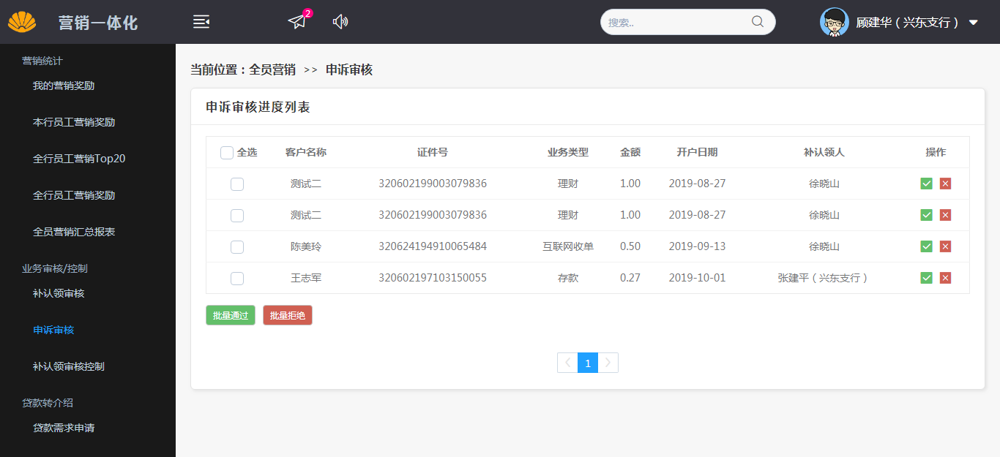 营销一体化
2
搜索..
顾建华（兴东支行）
营销统计
我的营销奖励
本行员工营销奖励
全行员工营销Top20
全行员工营销奖励
全员营销汇总报表
业务审核/控制
补认领审核
申诉审核
补认领审核控制
贷款转介绍
贷款需求申请
当前位置：全员营销 >> 申诉审核
申诉审核进度列表
全选 客户名称 证件号 业务类型 金额 开户日期 补认领人 操作
测试二 320602199003079836 理财 1.00 2019-08-27 徐晓山
测试二 320602199003079836 理财 1.00 2019-08-27 徐晓山
陈美玲 320624194910065484 互联网收单 0.50 2019-09-13 徐晓山
王志军 320602197103150055 存款 0.27 2019-10-01 张建平（兴东支行）
批量通过 批量拒绝
1